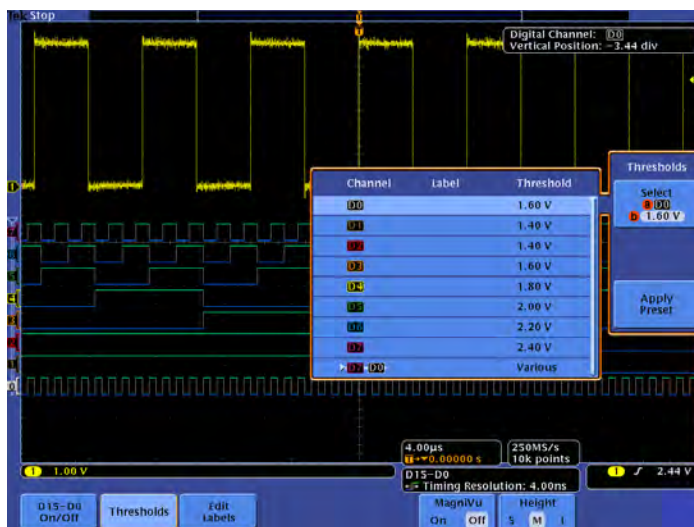 Stop
Digital Channel: D0
Vertical Position: -3.44 div
Channel Label Threshold
D0 1.60 V
D1 1.40 V
D2 1.40 V
D3 1.60 V
D4 1.80 V
D5 2.00 V
D6 2.20 V
D7 2.40 V
D7-D0 Various
Thresholds
Select
a D0
b 1.60 V
Apply
Preset
1 1.00 V
4.00µs
T→▼0.00000 s
250MS/s
10k points
D15-D0
Timing Resolution: 4.00ns
1 2.44 V
D15-D0
On/Off
Thresholds
Edit
Labels
MagniVu
On Off
Height
S M L